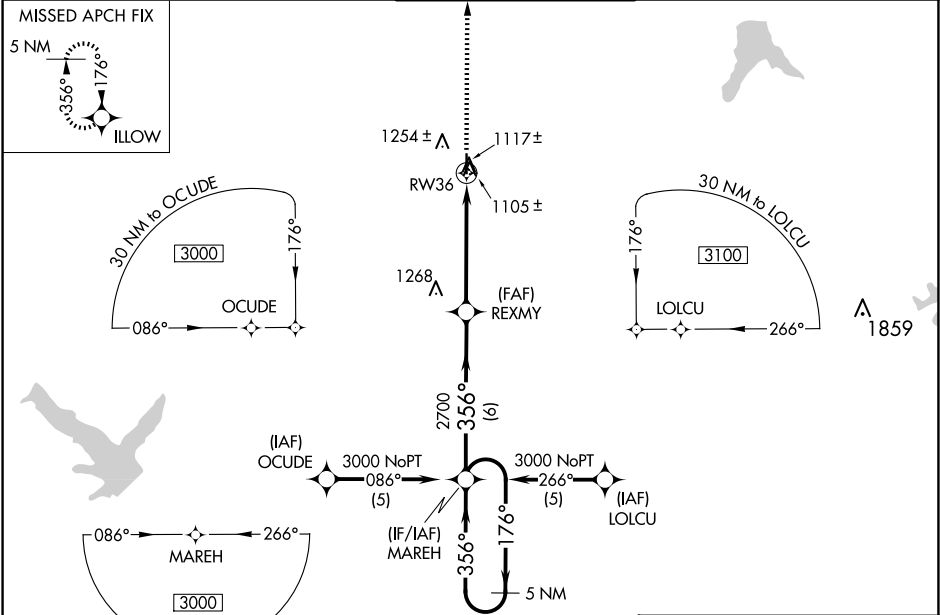 MISSED APCH FIX
5 NM
356°
176°
ILLOW
1254 ±
1117 ±
RW36
1105 ±
30 NM to OCUDE
3000
176°
OCUDE
086°
30 NM to LOLCU
3100
176°
LOLCU
266°
1859
1268
(FAF)
REXMY
2700
356°
(6)
(IAF)
OCUDE
3000 NoPT
086°
(5)
3000 NoPT
266°
(5)
(IAF)
LOLCU
(IF/IAF)
MAREH
356°
176°
5 NM
086°
266°
MAREH
3000